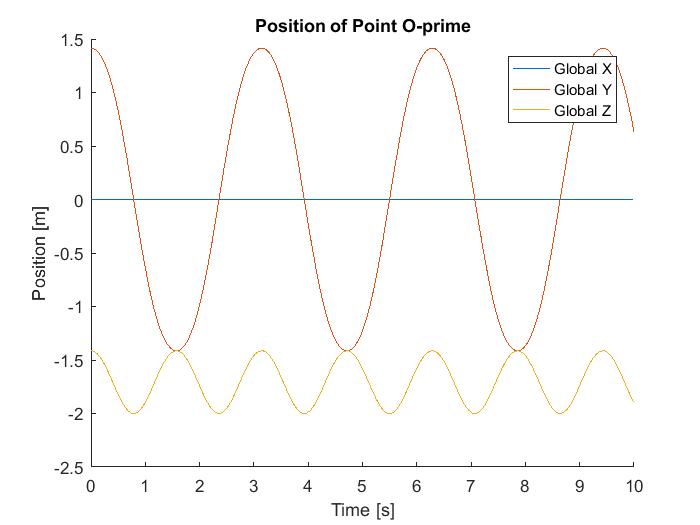 Position of Point O-prime
1.5
1
0.5
0
-0.5
-1
-1.5
-2
-2.5
Position [m]
Global X
Global Y
Global Z
0 1 2 3 4 5 6 7 8 9 10
Time [s]